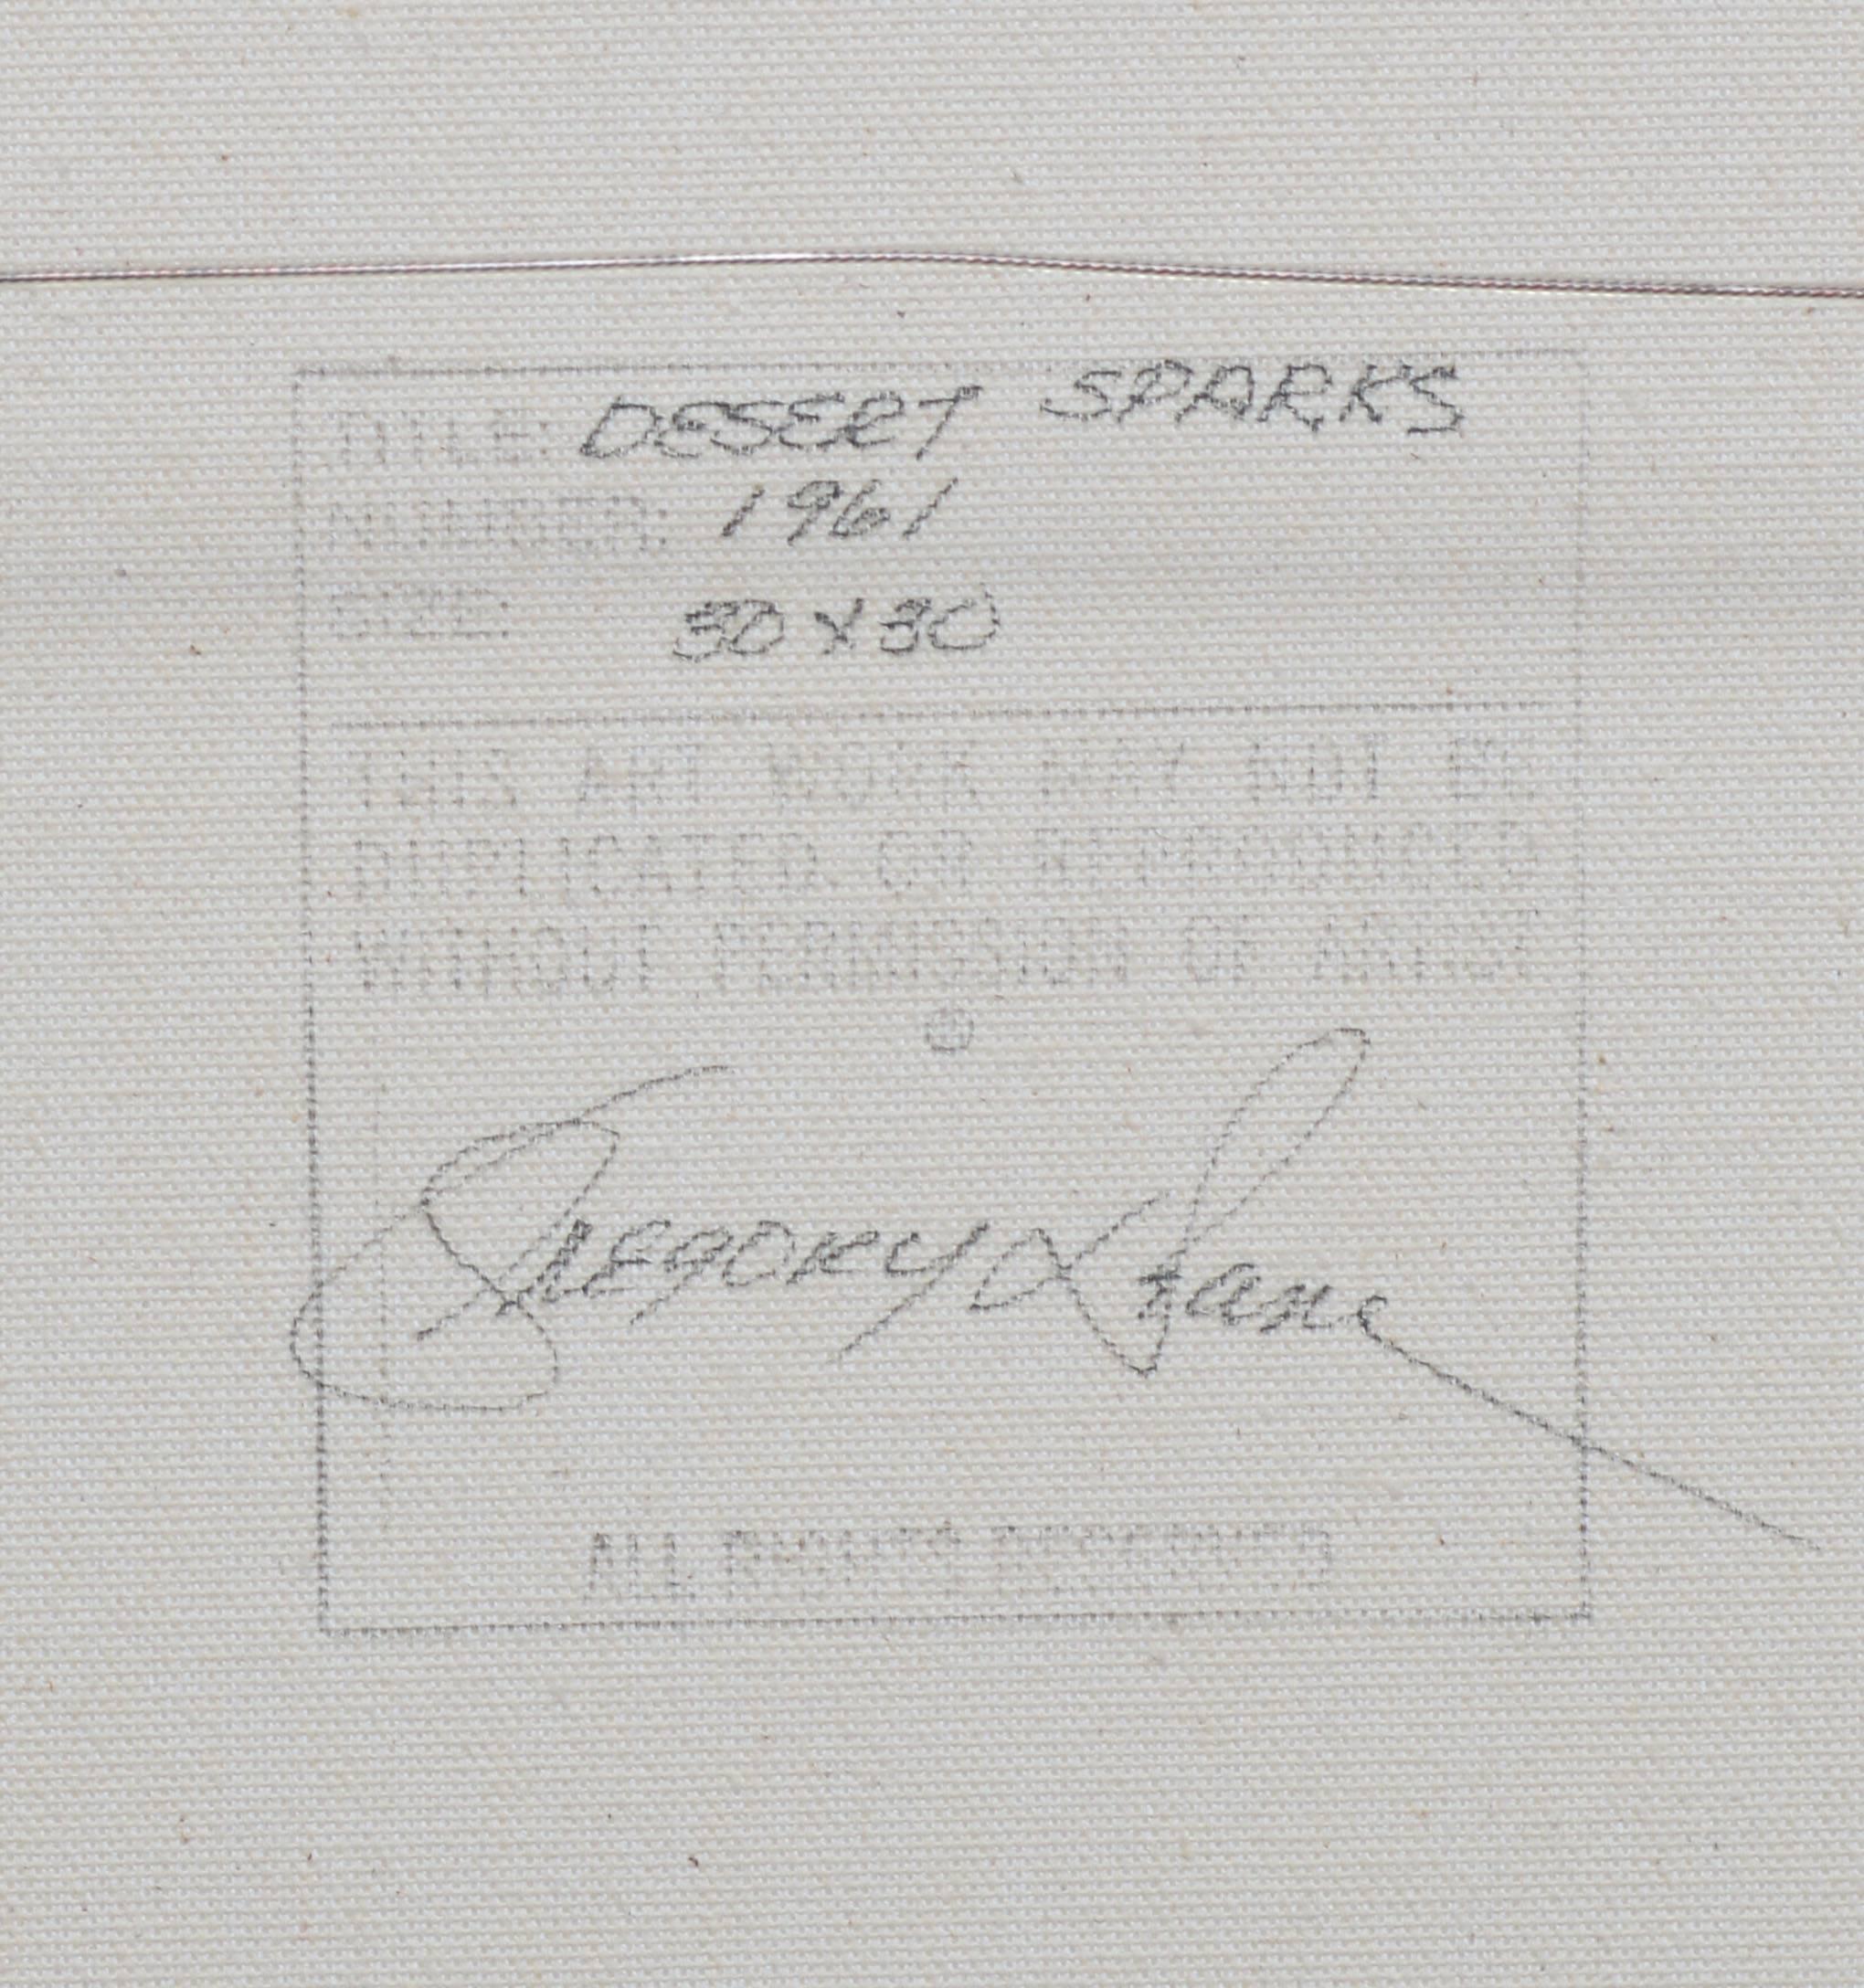 TITLE: DESERT SPARKS
NUMBER: 1961
SIZE: 30 x 30
THIS ART WORK MAY NOT BE
DUPLICATED OR REPRODUCED
WITHOUT PERMISSION OF ARTIST
Gregory
ALL RIGHTS RESERVED